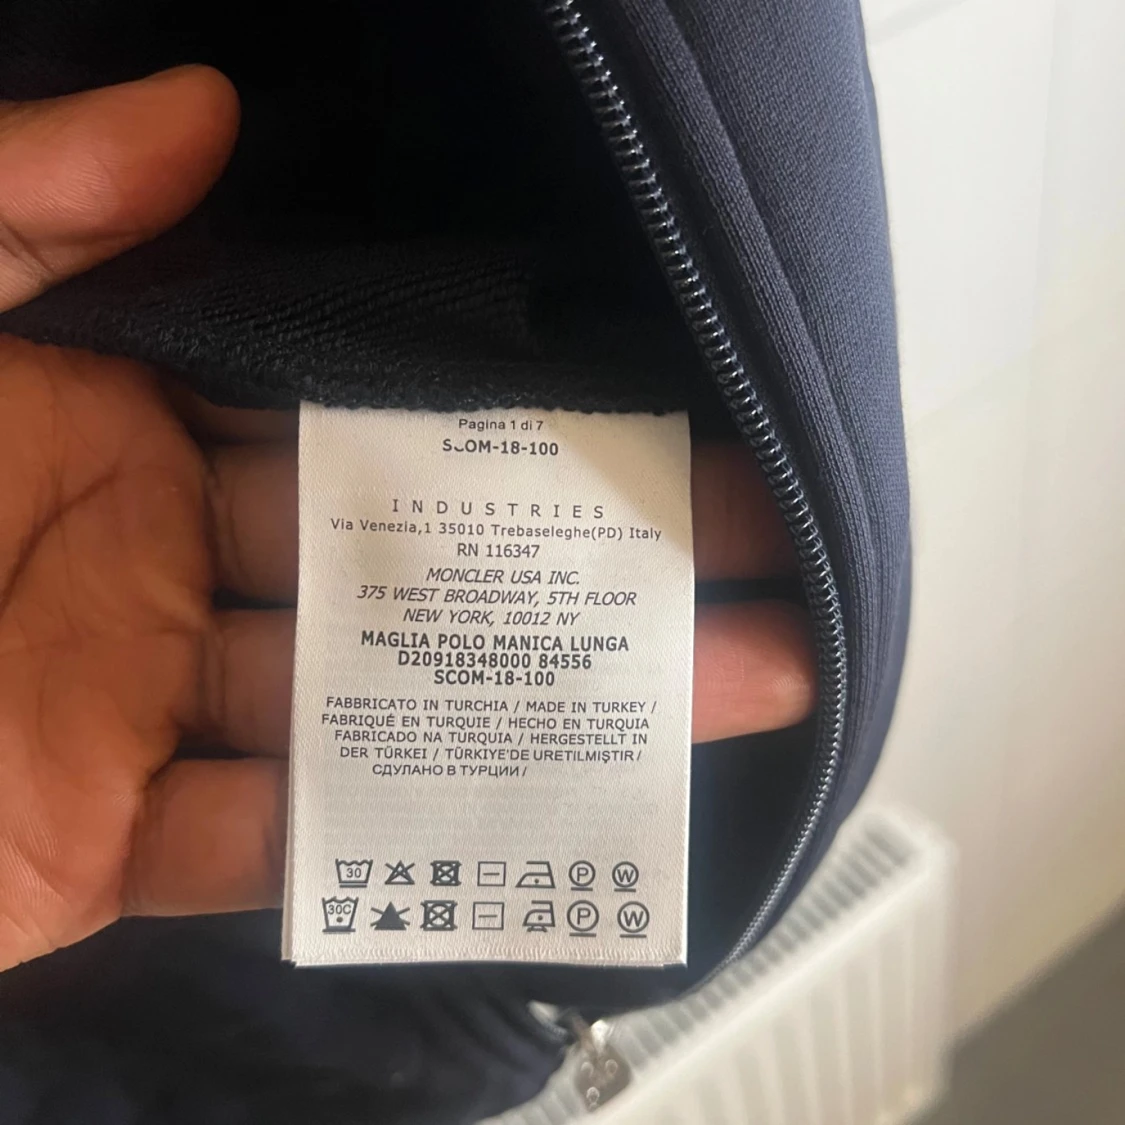 Pagina 1 di 7
SCOM-18-100
INDUSTRIES
Via Venezia,1 35010 Trebaseleghe(PD) Italy
RN 116347
MONCLER USA INC.
375 WEST BROADWAY, 5TH FLOOR
NEW YORK, 10012 NY
MAGLIA POLO MANICA LUNGA
D20918348000 84556
SCOM-18-100
FABBRICATO IN TURCHIA / MADE IN TURKEY /
FABRIQUÉ EN TURQUIE / HECHO EN TURQUIA
FABRICADO NA TURQUIA / HERGESTELLT IN
DER TÜRKEI / TÜRKIYE'DE URETILMIŞTIR /
СДУЛАНО В ТУРЦИИ /
30 P W
30C P W